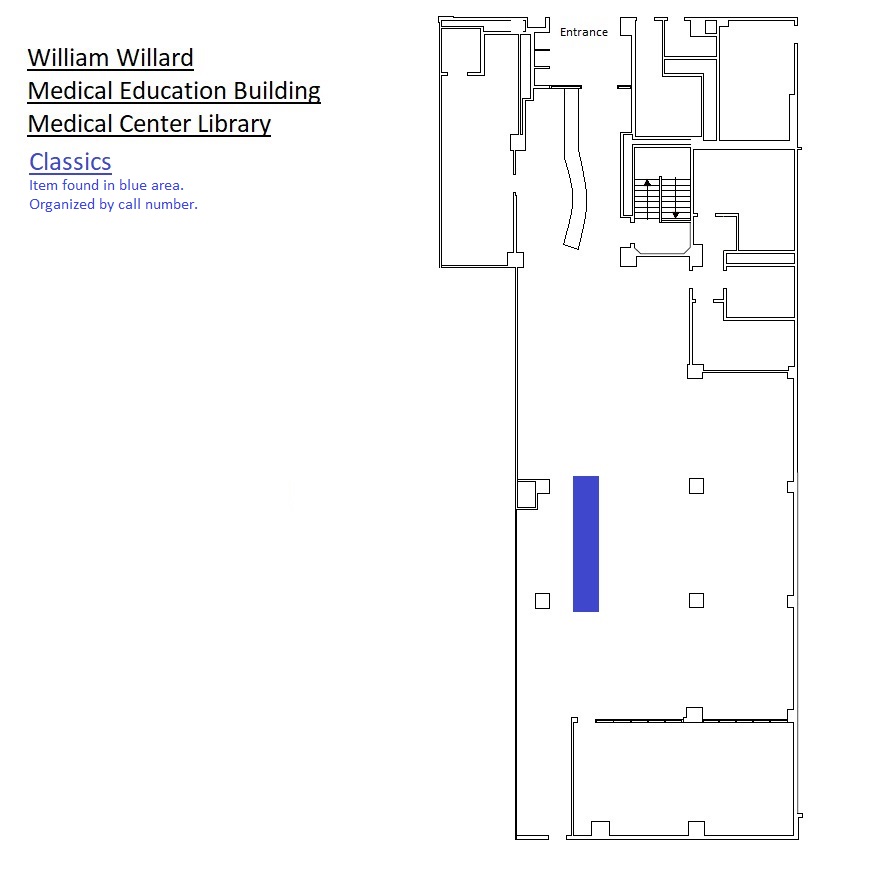 Entrance
William Willard
Medical Education Building
Medical Center Library
Classics
Item found in blue area.
Organized by call number.